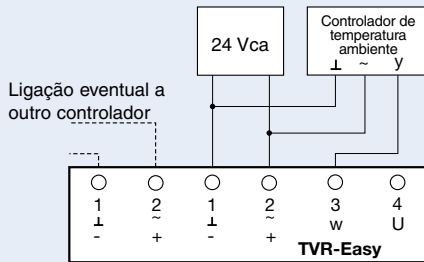 24 Vca
Controlador de
temperatura
ambiente
⊥ ~ y
Ligação eventual a
outro controlador
1 2 1 2 3 4
⊥ ~ ⊥ ~ w U
- + - +
TVR-Easy